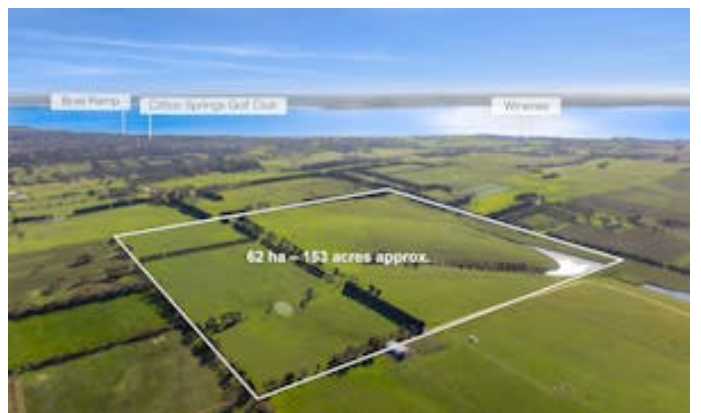 Boat Ramp
Clifton Springs Golf Club
Wineries
62 ha – 153 acres approx.